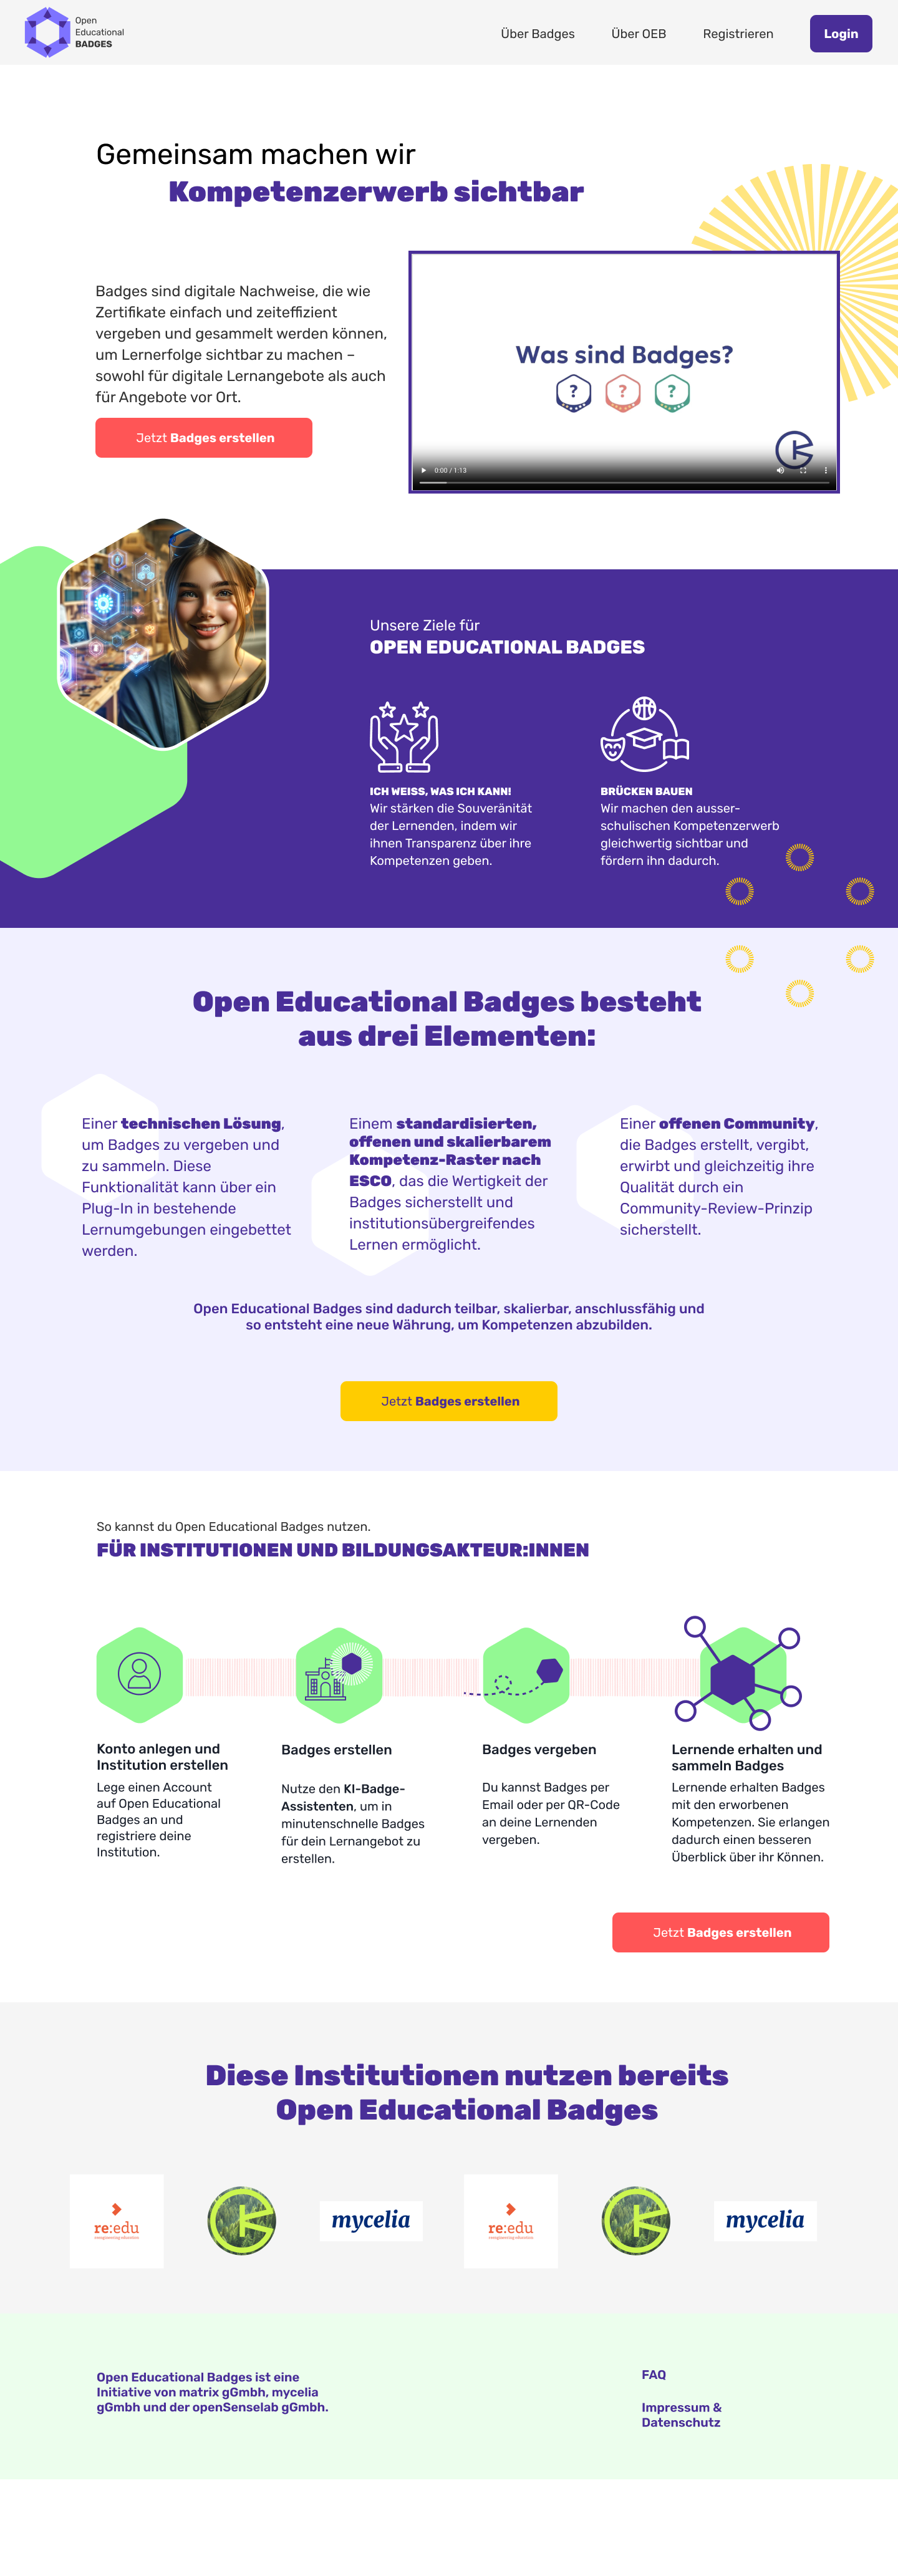 Open
Educational
BADGES
Über Badges
Über OEB
Registrieren
Login
Gemeinsam machen wir
Kompetenzerwerb sichtbar
Badges sind digitale Nachweise, die wie
Zertifikate einfach und zeiteffizient
vergeben und gesammelt werden können,
um Lernerfolge sichtbar zu machen –
sowohl für digitale Lernangebote als auch
für Angebote vor Ort.
Jetzt Badges erstellen
Was sind Badges?
? ? ?
0:00 / 1:13
Unsere Ziele für
OPEN EDUCATIONAL BADGES
ICH WEISS, WAS ICH KANN!
Wir stärken die Souveränität
der Lernenden, indem wir
ihnen Transparenz über ihre
Kompetenzen geben.
BRÜCKEN BAUEN
Wir machen den ausser-
schulischen Kompetenzerwerb
gleichwertig sichtbar und
fördern ihn dadurch.
Open Educational Badges besteht
aus drei Elementen:
Einer technischen Lösung,
um Badges zu vergeben und
zu sammeln. Diese
Funktionalität kann über ein
Plug-In in bestehende
Lernumgebungen eingebettet
werden.
Einem standardisierten,
offenen und skalierbarem
Kompetenz-Raster nach
ESCO, das die Wertigkeit der
Badges sicherstellt und
institutionsübergreifendes
Lernen ermöglicht.
Einer offenen Community,
die Badges erstellt, vergibt,
erwirbt und gleichzeitig ihre
Qualität durch ein
Community-Review-Prinzip
sicherstellt.
Open Educational Badges sind dadurch teilbar, skalierbar, anschlussfähig und
so entsteht eine neue Währung, um Kompetenzen abzubilden.
Jetzt Badges erstellen
So kannst du Open Educational Badges nutzen.
FÜR INSTITUTIONEN UND BILDUNGSAKTEUR:INNEN
Konto anlegen und
Institution erstellen
Lege einen Account
auf Open Educational
Badges an und
registriere deine
Institution.
Badges erstellen
Nutze den KI-Badge-
Assistenten, um in
minutenschnelle Badges
für dein Lernangebot zu
erstellen.
Badges vergeben
Du kannst Badges per
Email oder per QR-Code
an deine Lernenden
vergeben.
Lernende erhalten und
sammeln Badges
Lernende erhalten Badges
mit den erworbenen
Kompetenzen. Sie erlangen
dadurch einen besseren
Überblick über ihr Können.
Jetzt Badges erstellen
Diese Institutionen nutzen bereits
Open Educational Badges
re:edu
mycelia
re:edu
mycelia
Open Educational Badges ist eine
Initiative von matrix gGmbh, mycelia
gGmbh und der openSenselab gGmbh.
FAQ
Impressum &
Datenschutz